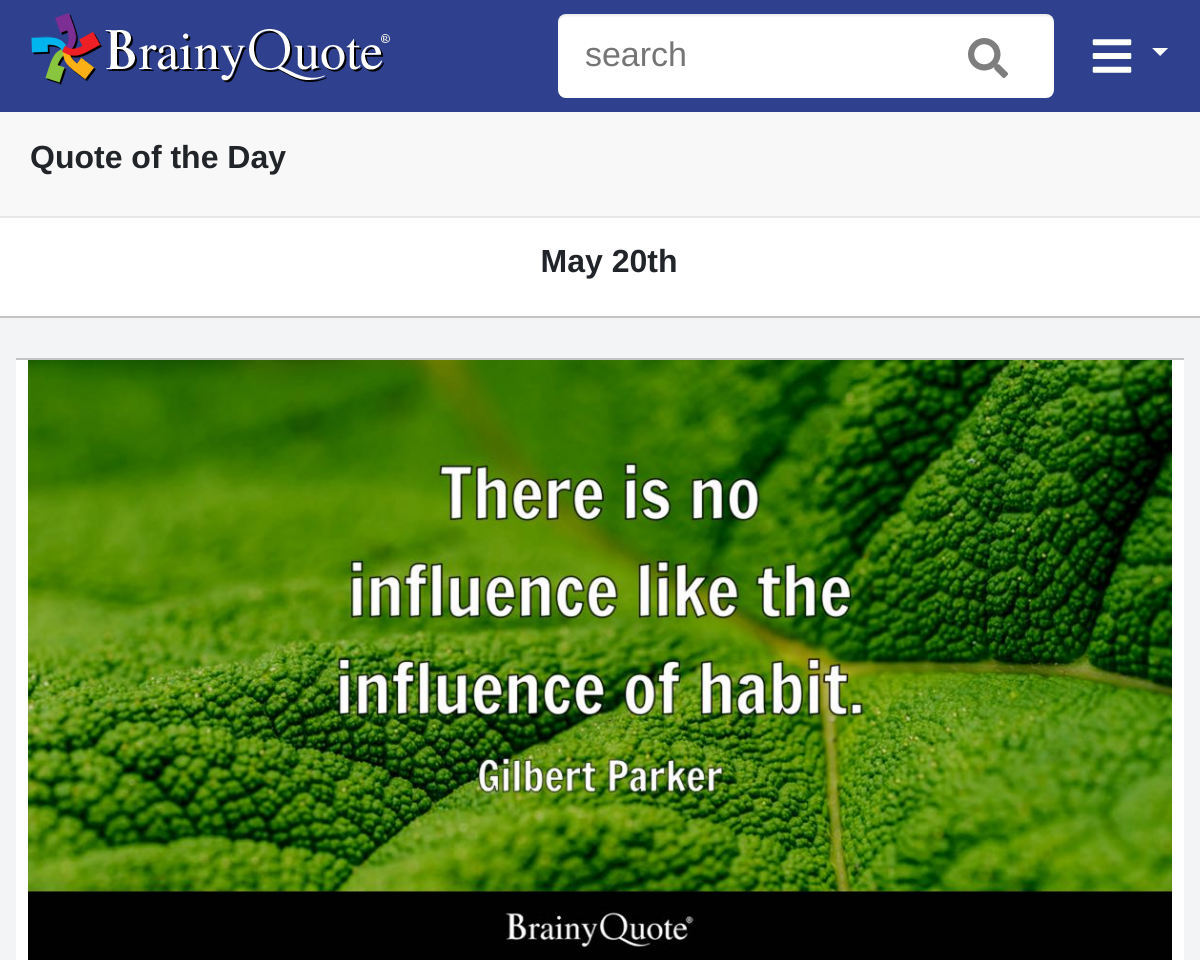 BrainyQuote®
search
Quote of the Day
May 20th
There is no
influence like the
influence of habit.
Gilbert Parker
BrainyQuote®